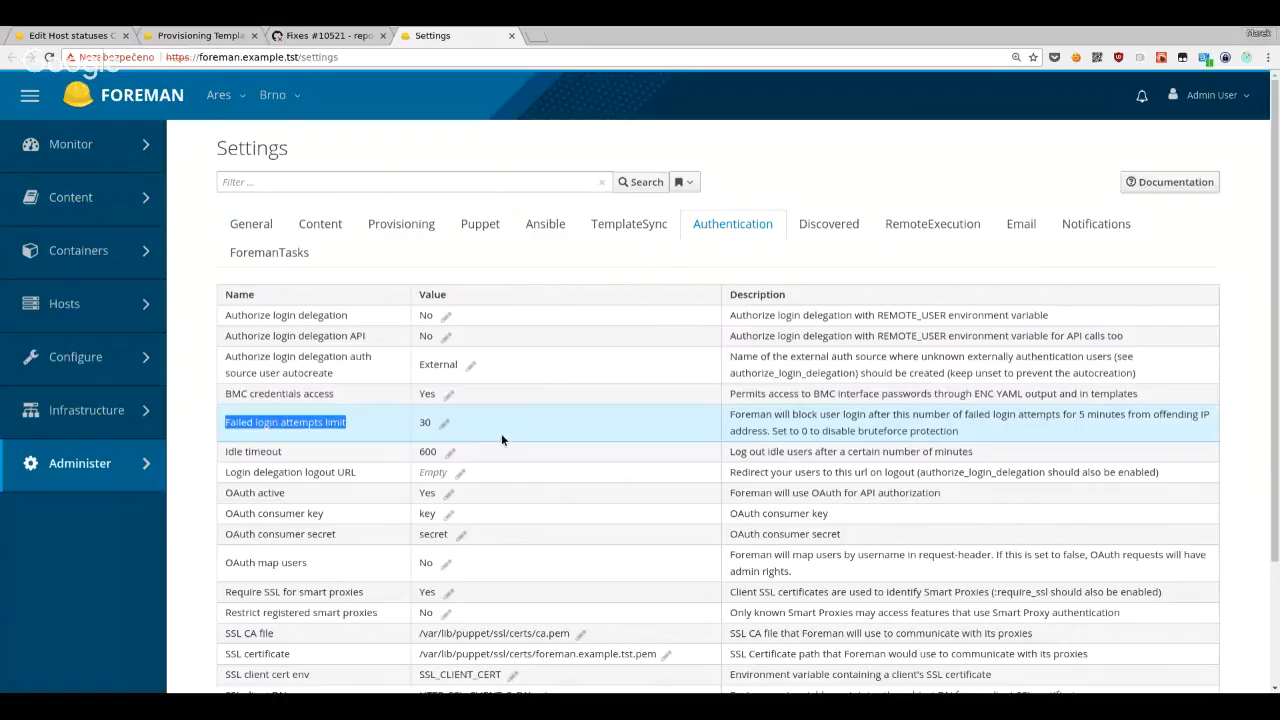 Edit Host statuses C
Provisioning Templ
Fixes #10521 - repo
Settings
Marek
Nezabezpečeno
https://foreman.example.tst/settings
Google
FOREMAN
Ares
Brno
Admin User
Monitor
Content
Containers
Hosts
Configure
Infrastructure
Administer
Settings
Filter ...
Search
Documentation
General Content Provisioning Puppet Ansible TemplateSync Authentication Discovered RemoteExecution Email Notifications
ForemanTasks
Name Value Description
Authorize login delegation No Authorize login delegation with REMOTE_USER environment variable
Authorize login delegation API No Authorize login delegation with REMOTE_USER environment variable for API calls too
Authorize login delegation auth
source user autocreate
External
Name of the external auth source where unknown externally authentication users (see
authorize_login_delegation) should be created (keep unset to prevent the autocreation)
BMC credentials access Yes Permits access to BMC interface passwords through ENC YAML output and in templates
Failed login attempts limit 30
Foreman will block user login after this number of failed login attempts for 5 minutes from offending IP
address. Set to 0 to disable bruteforce protection
Idle timeout 600 Log out idle users after a certain number of minutes
Login delegation logout URL Empty Redirect your users to this url on logout (authorize_login_delegation should also be enabled)
OAuth active Yes Foreman will use OAuth for API authorization
OAuth consumer key key OAuth consumer key
OAuth consumer secret secret OAuth consumer secret
OAuth map users No
Foreman will map users by username in request-header. If this is set to false, OAuth requests will have
admin rights.
Require SSL for smart proxies Yes Client SSL certificates are used to identify Smart Proxies (:require_ssl should also be enabled)
Restrict registered smart proxies No Only known Smart Proxies may access features that use Smart Proxy authentication
SSL CA file /var/lib/puppet/ssl/certs/ca.pem SSL CA file that Foreman will use to communicate with its proxies
SSL certificate /var/lib/puppet/ssl/certs/foreman.example.tst.pem SSL Certificate path that Foreman would use to communicate with its proxies
SSL client cert env SSL_CLIENT_CERT Environment variable containing a client's SSL certificate